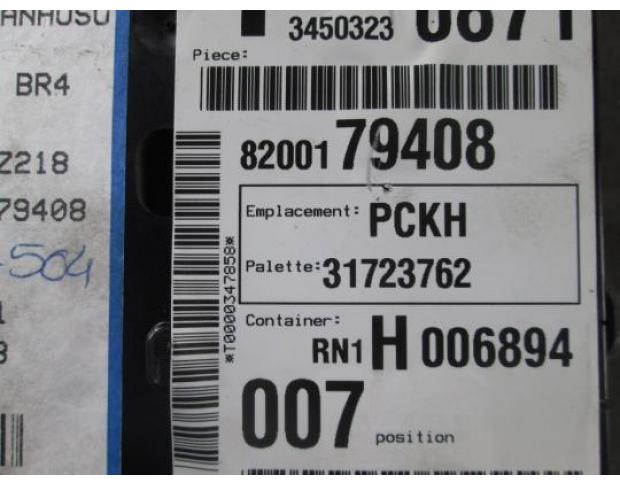 ANHUSU
BR4
Z218
79408
-504
3450323
Piece:
8200179408
Emplacement: PCKH
Palette: 31723762
Container:
RN1 H 006894
007 position
*T0000347858*